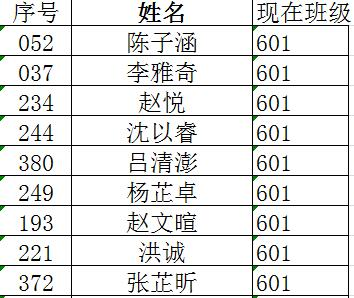 序号 姓名 现在班级
052 陈子涵 601
037 李雅奇 601
234 赵悦 601
244 沈以睿 601
380 吕清澎 601
249 杨芷卓 601
193 赵文暄 601
221 洪诚 601
372 张芷昕 601